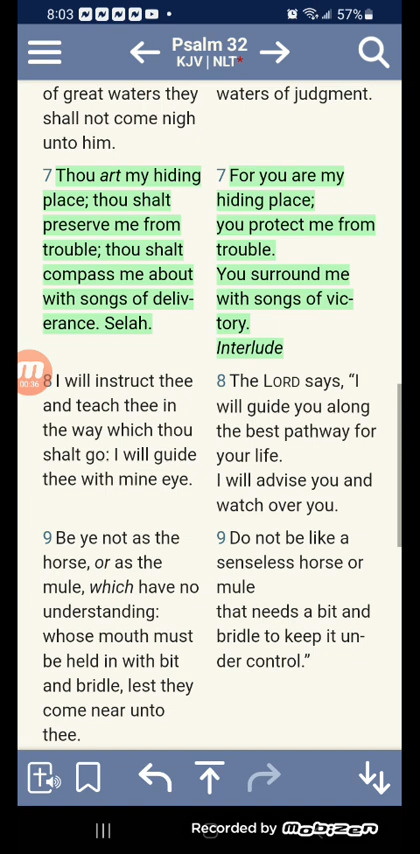 8:03 57%
Psalm 32
KJV | NLT*
of great waters they
shall not come nigh
unto him.
7 Thou art my hiding
place; thou shalt
preserve me from
trouble; thou shalt
compass me about
with songs of deliv-
erance. Selah.
8 I will instruct thee
and teach thee in
the way which thou
shalt go: I will guide
thee with mine eye.
9 Be ye not as the
horse, or as the
mule, which have no
understanding:
whose mouth must
be held in with bit
and bridle, lest they
come near unto
thee.
waters of judgment.
7 For you are my
hiding place;
you protect me from
trouble.
You surround me
with songs of vic-
tory.
Interlude
8 The LORD says, “I
will guide you along
the best pathway for
your life.
I will advise you and
watch over you.
9 Do not be like a
senseless horse or
mule
that needs a bit and
bridle to keep it un-
der control.”
m
00:36
Recorded by mobizen